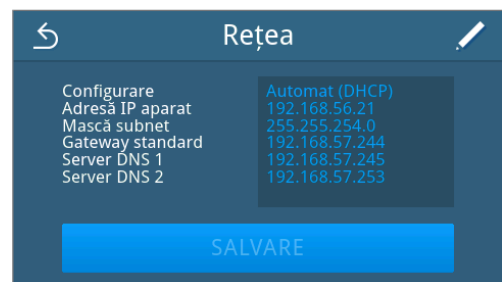 Rețea
Configurare Automat (DHCP)
Adresă IP aparat 192.168.56.21
Mască subnet 255.255.254.0
Gateway standard 192.168.57.244
Server DNS 1 192.168.57.245
Server DNS 2 192.168.57.253
SALVARE